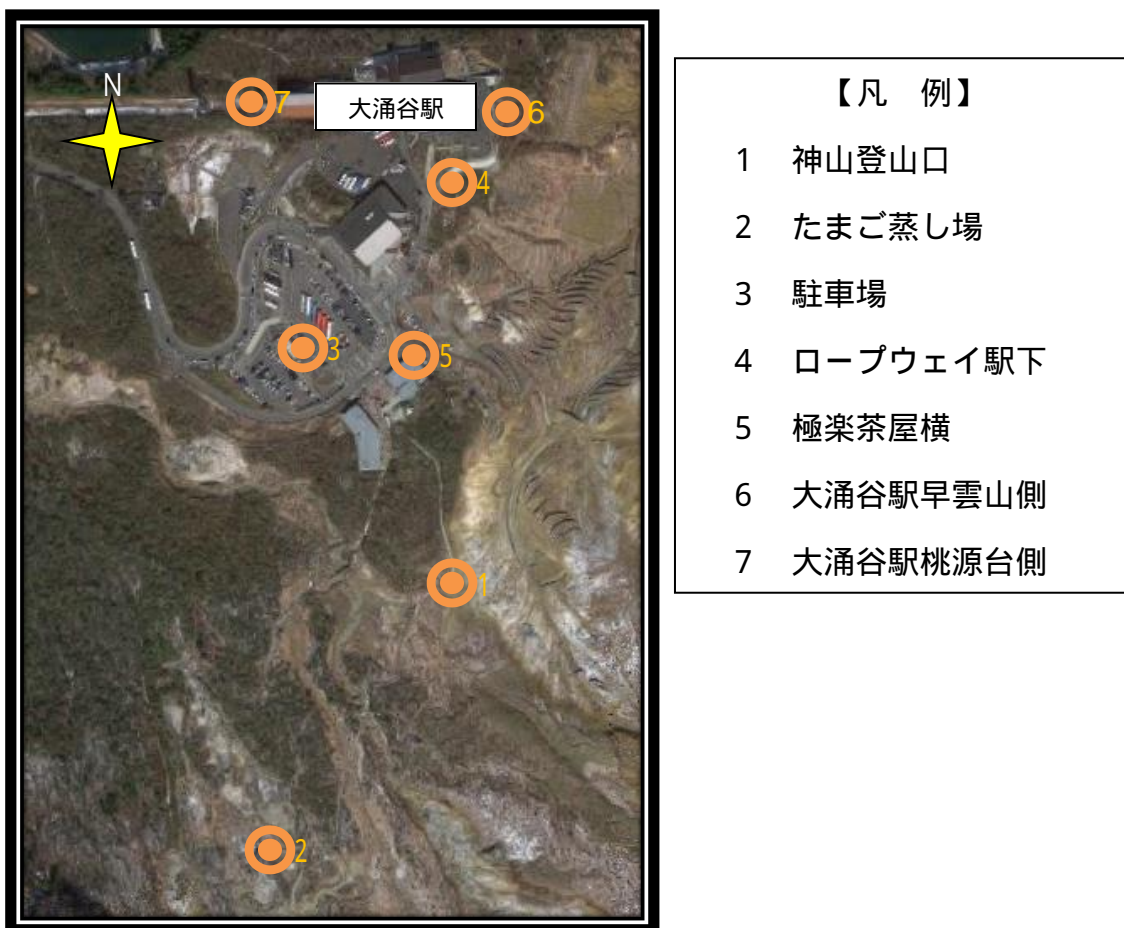 N
7
大涌谷駅
6
4
3
5
1
2
【凡 例】
1 神山登山口
2 たまご蒸し場
3 駐車場
4 ロープウェイ駅下
5 極楽茶屋横
6 大涌谷駅早雲山側
7 大涌谷駅桃源台側